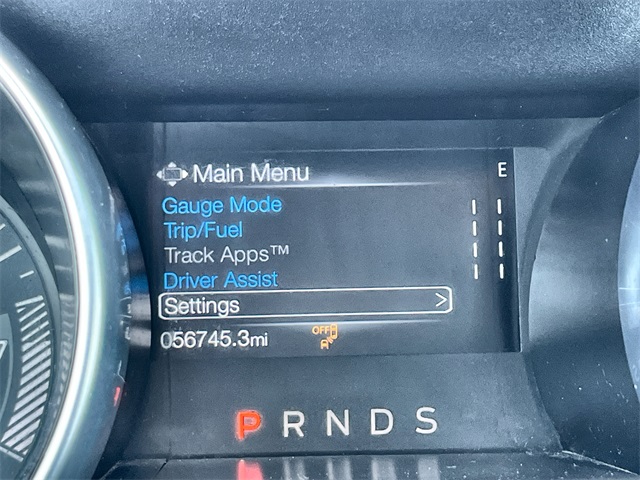 Main Menu E
Gauge Mode
Trip/Fuel
Track Apps™
Driver Assist
Settings >
056745.3mi OFF
A
P R N D S